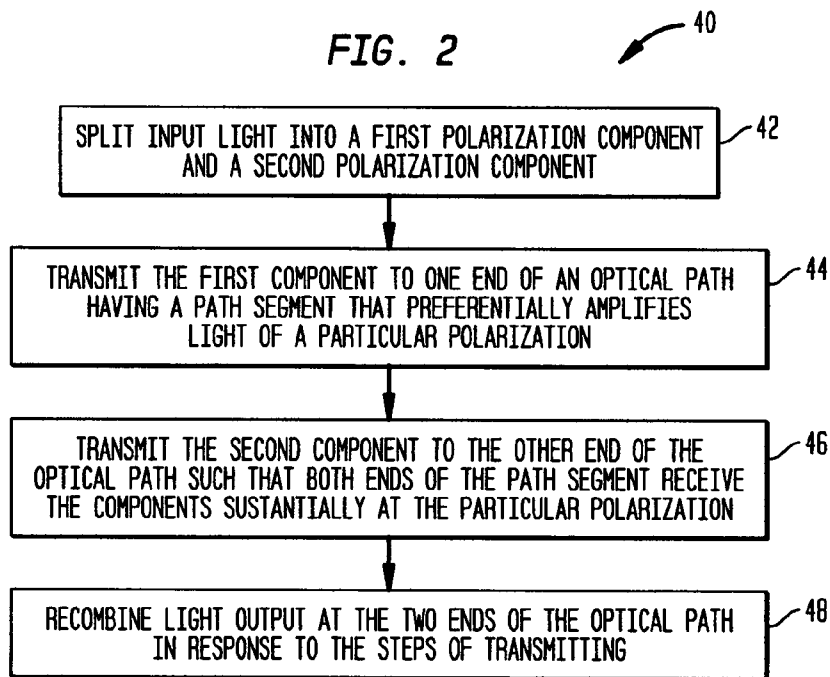 FIG. 2
40
SPLIT INPUT LIGHT INTO A FIRST POLARIZATION COMPONENT
AND A SECOND POLARIZATION COMPONENT.
42
TRANSMIT THE FIRST COMPONENT TO ONE END OF AN OPTICAL PATH
HAVING A PATH SEGMENT THAT PREFERENTIALLY AMPLIFIES
LIGHT OF A PARTICULAR POLARIZATION.
44
TRANSMIT THE SECOND COMPONENT TO THE OTHER END OF THE
OPTICAL PATH SUCH THAT BOTH ENDS OF THE PATH SEGMENT RECEIVE
THE COMPONENTS SUSTANTIALLY AT THE PARTICULAR POLARIZATION.
46
RECOMBINE LIGHT OUTPUT AT THE TWO ENDS OF THE OPTICAL PATH
IN RESPONSE TO THE STEPS OF TRANSMITTING.
48